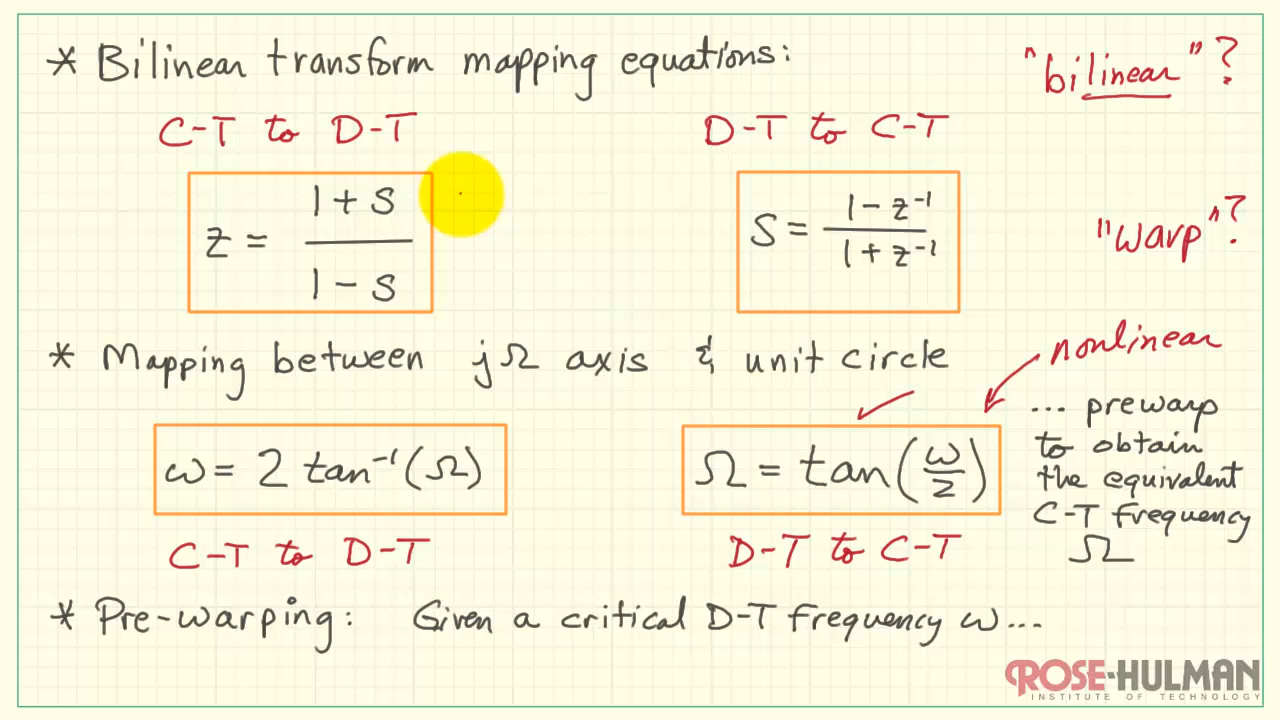 * Bilinear transform mapping equations:
"bilinear"?
C-T to D-T
D-T to C-T
z = (1 + s) / (1 - s)
s = (1 - z⁻¹) / (1 + z⁻¹)
"warp"?
* Mapping between jΩ axis & unit circle
nonlinear
ω = 2 tan⁻¹(Ω)
Ω = tan(ω/2)
... prewarp
to obtain
the equivalent
C-T frequency
Ω
C-T to D-T
D-T to C-T
* Pre-warping: Given a critical D-T frequency ω...
ROSE-HULMAN
INSTITUTE OF TECHNOLOGY